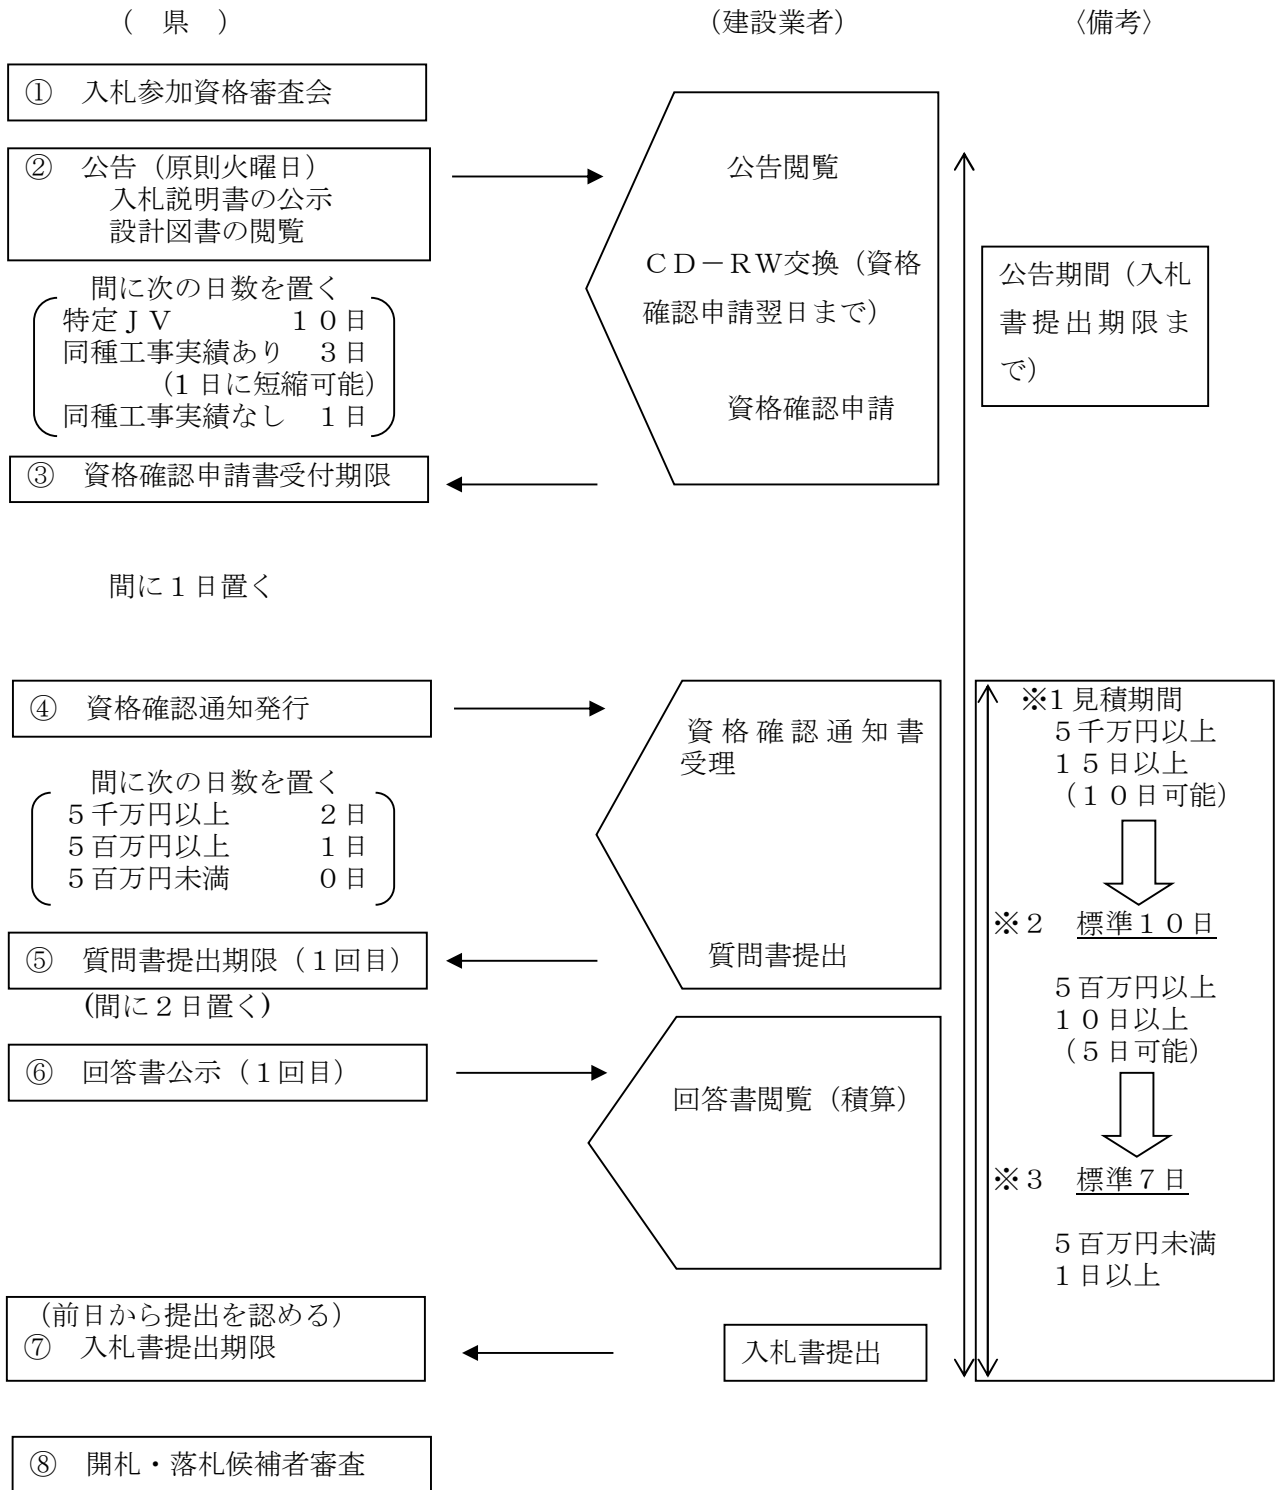 （　県　）
（建設業者）
〈備考〉
①　入札参加資格審査会
②　公告（原則火曜日）
入札説明書の公示
設計図書の閲覧
間に次の日数を置く
特定ＪＶ　　　１０日
同種工事実績あり　３日
（１日に短縮可能）
同種工事実績なし　１日
③　資格確認申請書受付期限
公告閲覧
ＣＤ－ＲＷ交換（資格
確認申請翌日まで）
資格確認申請
公告期間（入札
書提出期限ま
で）
間に１日置く
④　資格確認通知発行
間に次の日数を置く
５千万円以上　　　２日
５百万円以上　　　１日
５百万円未満　　　０日
⑤　質問書提出期限（１回目）
(間に２日置く)
資格確認通知書
受理
質問書提出
⑥　回答書公示（１回目）
回答書閲覧（積算）
※1 見積期間
５千万円以上
１５日以上
（１０日可能）
※２　標準１０日
５百万円以上
１０日以上
（５日可能）
※３　標準７日
５百万円未満
１日以上
（前日から提出を認める）
⑦　入札書提出期限
入札書提出
⑧　開札・落札候補者審査